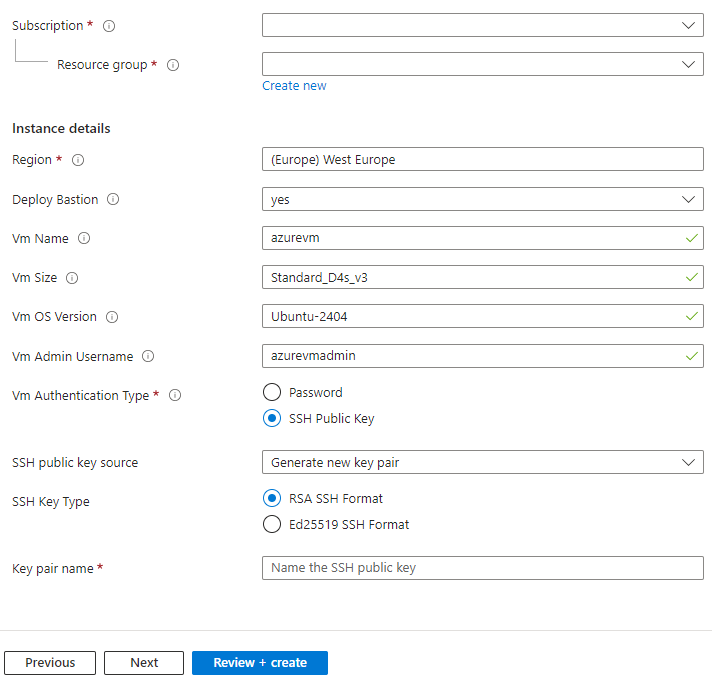 Subscription *
Resource group *
Create new
Instance details
Region * (Europe) West Europe
Deploy Bastion yes
Vm Name azurevm
Vm Size Standard_D4s_v3
Vm OS Version Ubuntu-2404
Vm Admin Username azurevmadmin
Vm Authentication Type * Password
SSH Public Key
SSH public key source Generate new key pair
SSH Key Type RSA SSH Format
Ed25519 SSH Format
Key pair name * Name the SSH public key
Previous Next Review + create